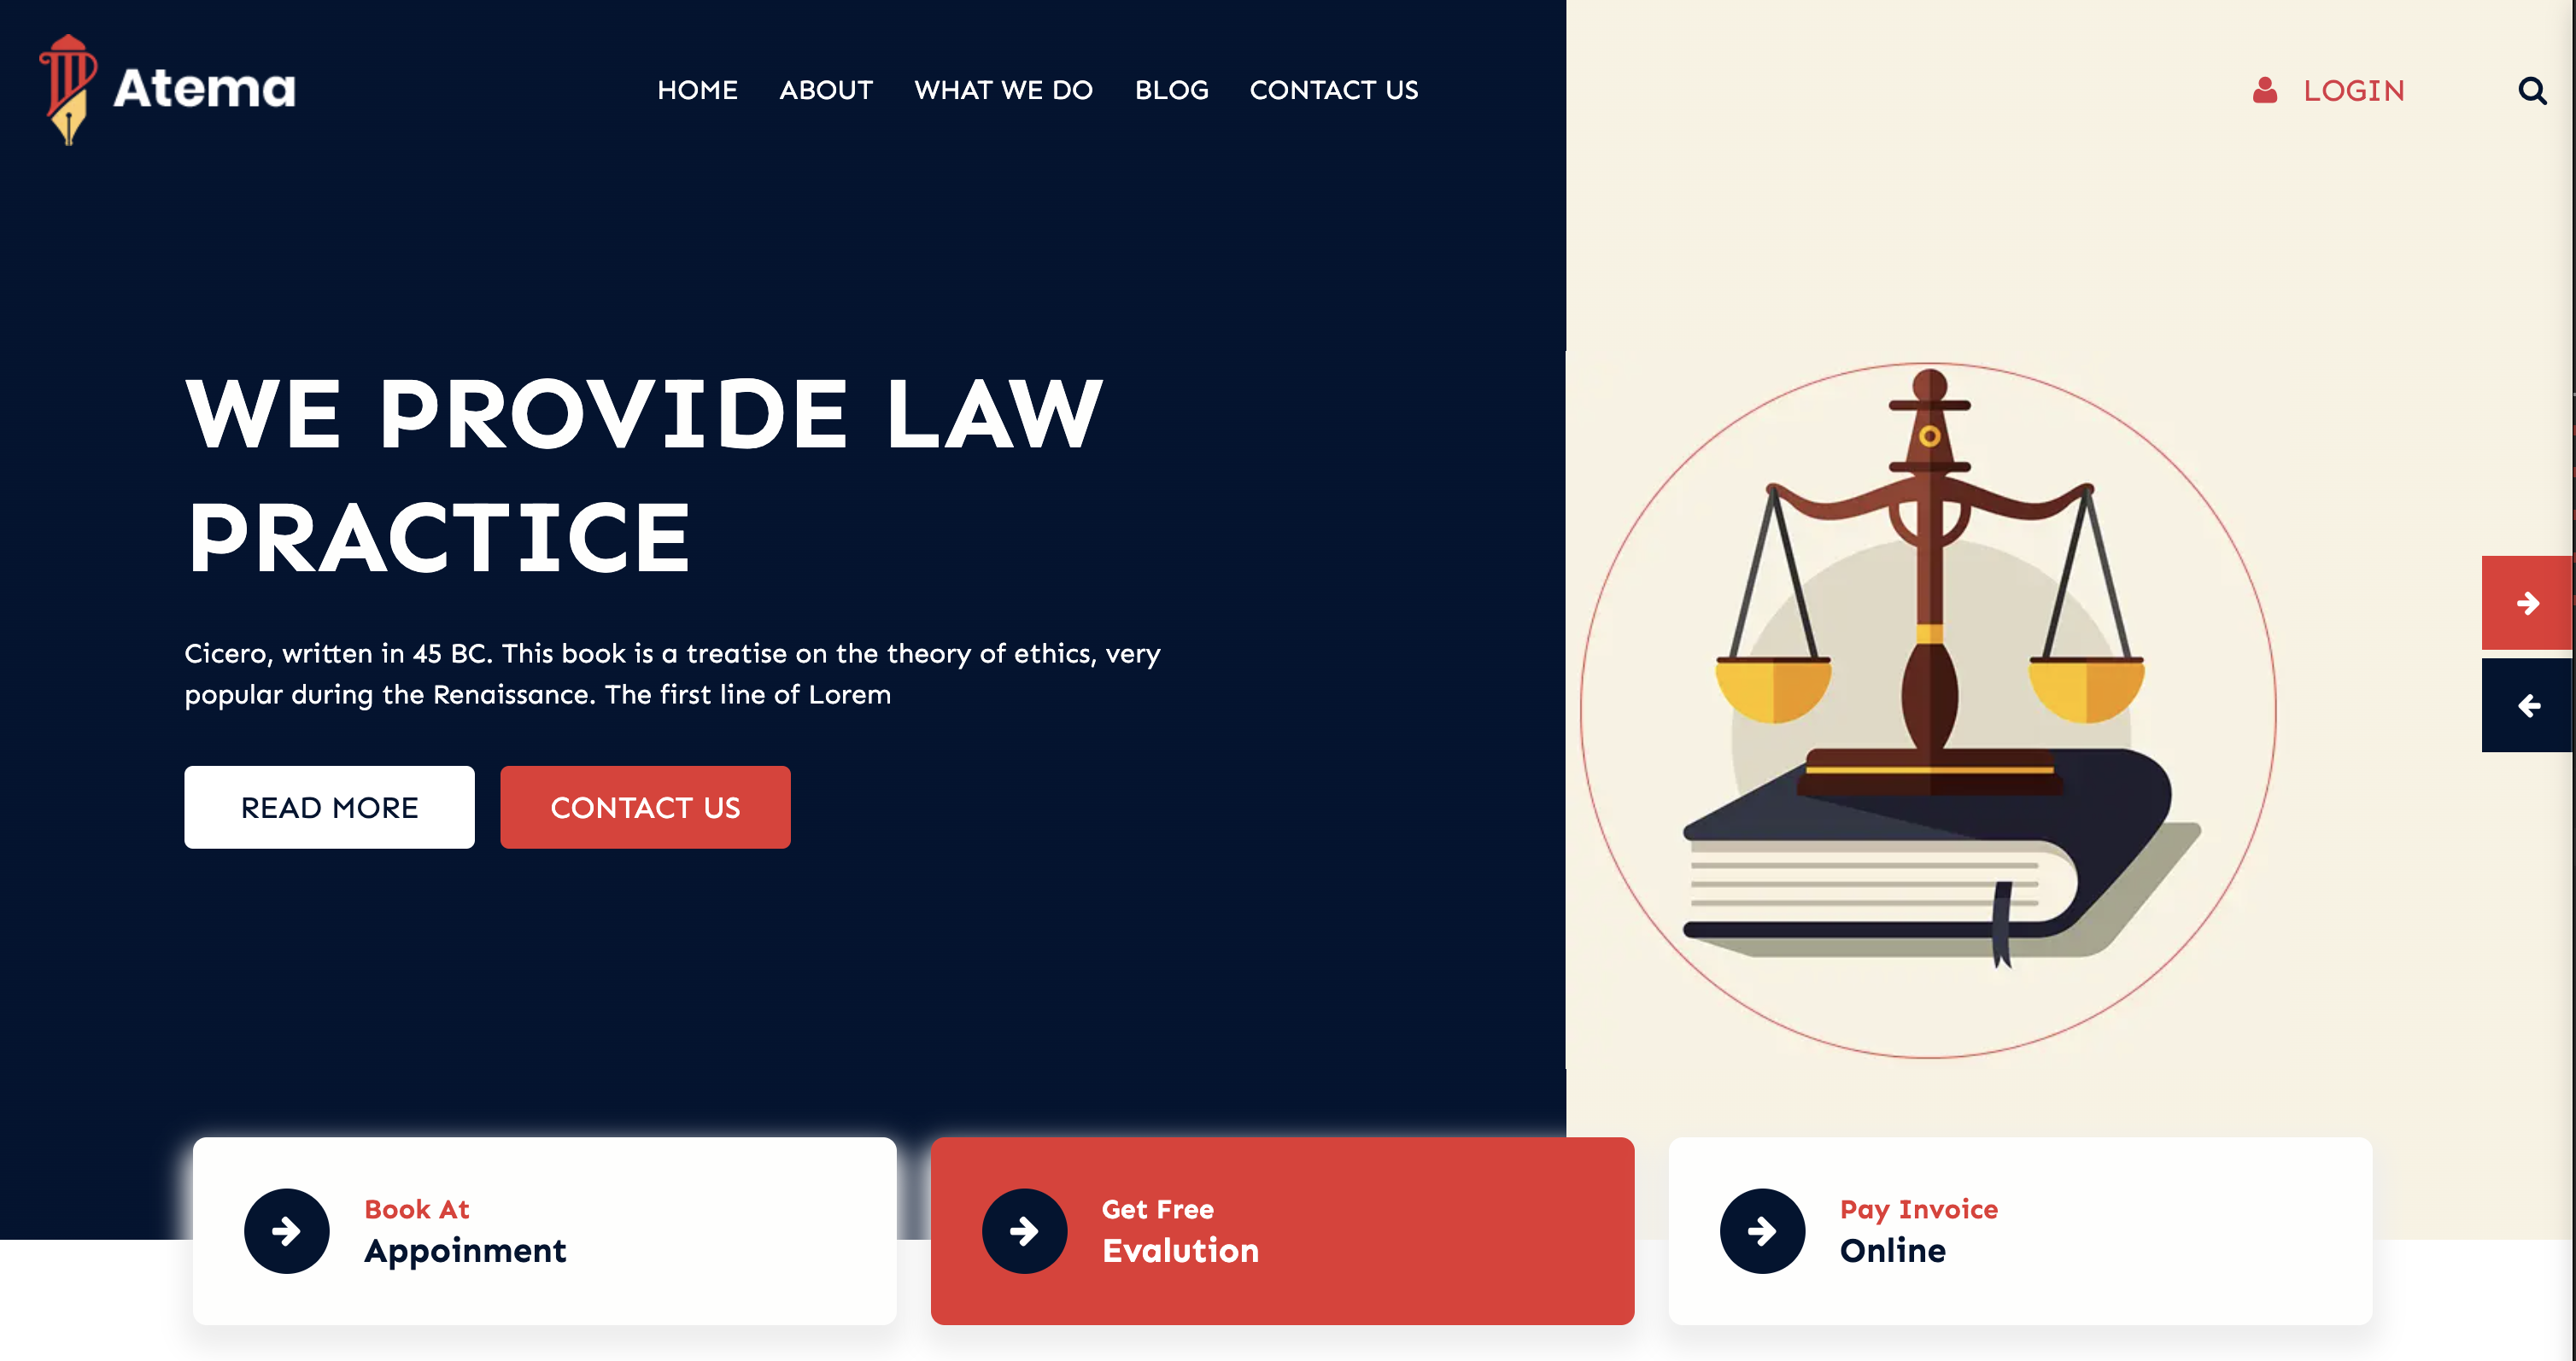 Atema
HOME ABOUT WHAT WE DO BLOG CONTACT US
LOGIN
WE PROVIDE LAW
PRACTICE
Cicero, written in 45 BC. This book is a treatise on the theory of ethics, very
popular during the Renaissance. The first line of Lorem
READ MORE
CONTACT US
Book At
Appoinment
Get Free
Evalution
Pay Invoice
Online